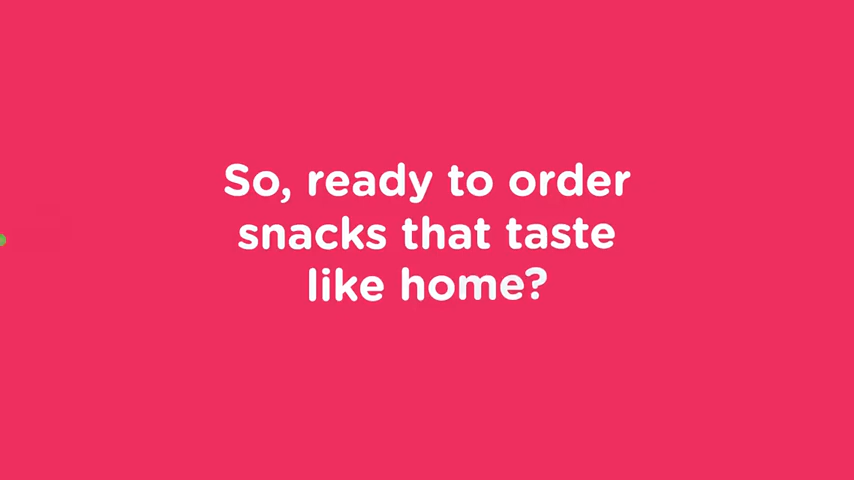 So, ready to order
snacks that taste
like home?